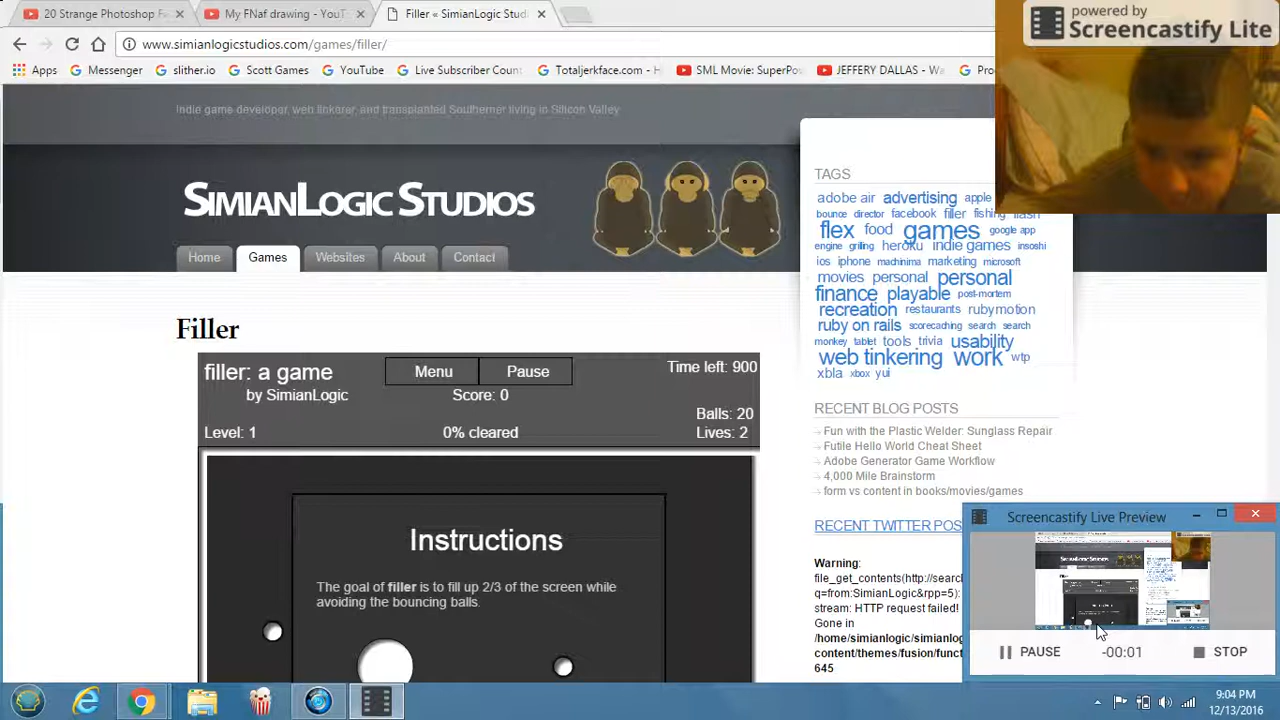 20 Strange Photoshop F
My FNaf drawing - Y
Filler « SimianLogic Stud
powered by
Screencastify Lite
www.simianlogicstudios.com/games/filler/
Apps
Messenger
slither.io
Scott Games
YouTube
Live Subscriber Count
Totaljerkface.com - H
SML Movie: SuperPo
JEFFERY DALLAS - Wa
Pro
Indie game developer, web linkarer, and transplanted Southerner living in Silicon Valley
SIMIANLOGIC STUDIOS
Home
Games
Websites
About
Contact
TAGS
adobe air advertising apple
bounce director facebook filler fishing flash
flex food games google app
engine grilling heroku indie games insoshi
ios iphone machinima marketing microsoft
movies personal personal
finance playable post-mortem
recreation restaurants rubymotion
ruby on rails scorecaching search search
monkey tablet tools trivia usability
web tinkering work wtp
xbla xbox yui
Filler
filler: a game
by SimianLogic
Menu
Pause
Time left: 900
Score: 0
Balls: 20
Level: 1
0% cleared
Lives: 2
Instructions
The goal of filler is to fill up 2/3 of the screen while
avoiding the bouncing balls.
RECENT BLOG POSTS
Fun with the Plastic Welder: Sunglass Repair
Futile Hello World Cheat Sheet
Adobe Generator Game Workflow
4,000 Mile Brainstorm
form vs content in books/movies/games
RECENT TWITTER POS
Warning:
file_get_contents(http://search
q=from:SimianLogic&rpp=5):
stream: HTTP request failed!
Gone in
/home/simianlogic/simianlog
content/themes/fusion/funct
645
Screencastify Live Preview
PAUSE
-00:01
STOP
9:04 PM
12/13/2016